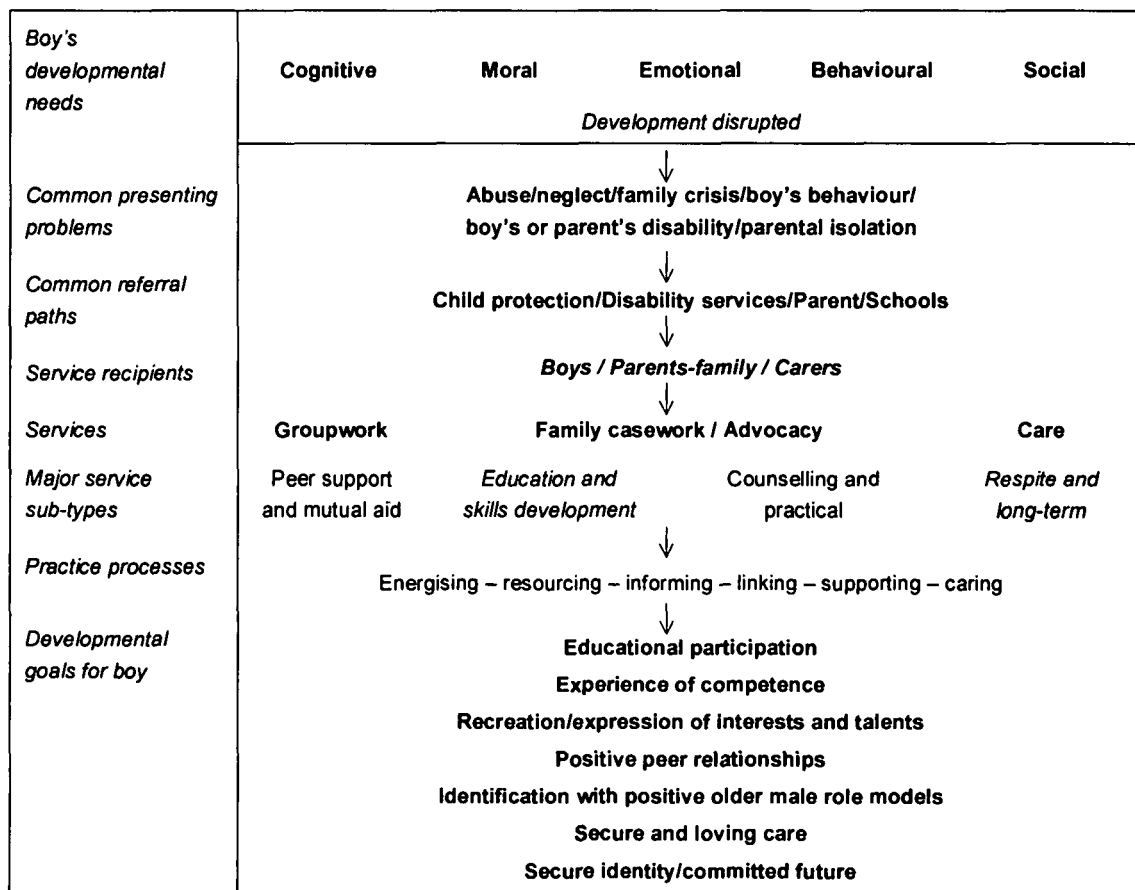 Boy's
developmental
needs
Cognitive Moral Emotional Behavioural Social
Development disrupted
Common presenting
problems
Abuse/neglect/family crisis/boy's behaviour/
boy's or parent's disability/parental isolation
Common referral
paths
Child protection/Disability services/Parent/Schools
Service recipients
Boys / Parents-family / Carers
Services
Groupwork Family casework / Advocacy Care
Major service
sub-types
Peer support
and mutual aid
Education and
skills development
Counselling and
practical
Respite and
long-term
Practice processes
Energising – resourcing – informing – linking – supporting – caring
Developmental
goals for boy
Educational participation
Experience of competence
Recreation/expression of interests and talents
Positive peer relationships
Identification with positive older male role models
Secure and loving care
Secure identity/committed future